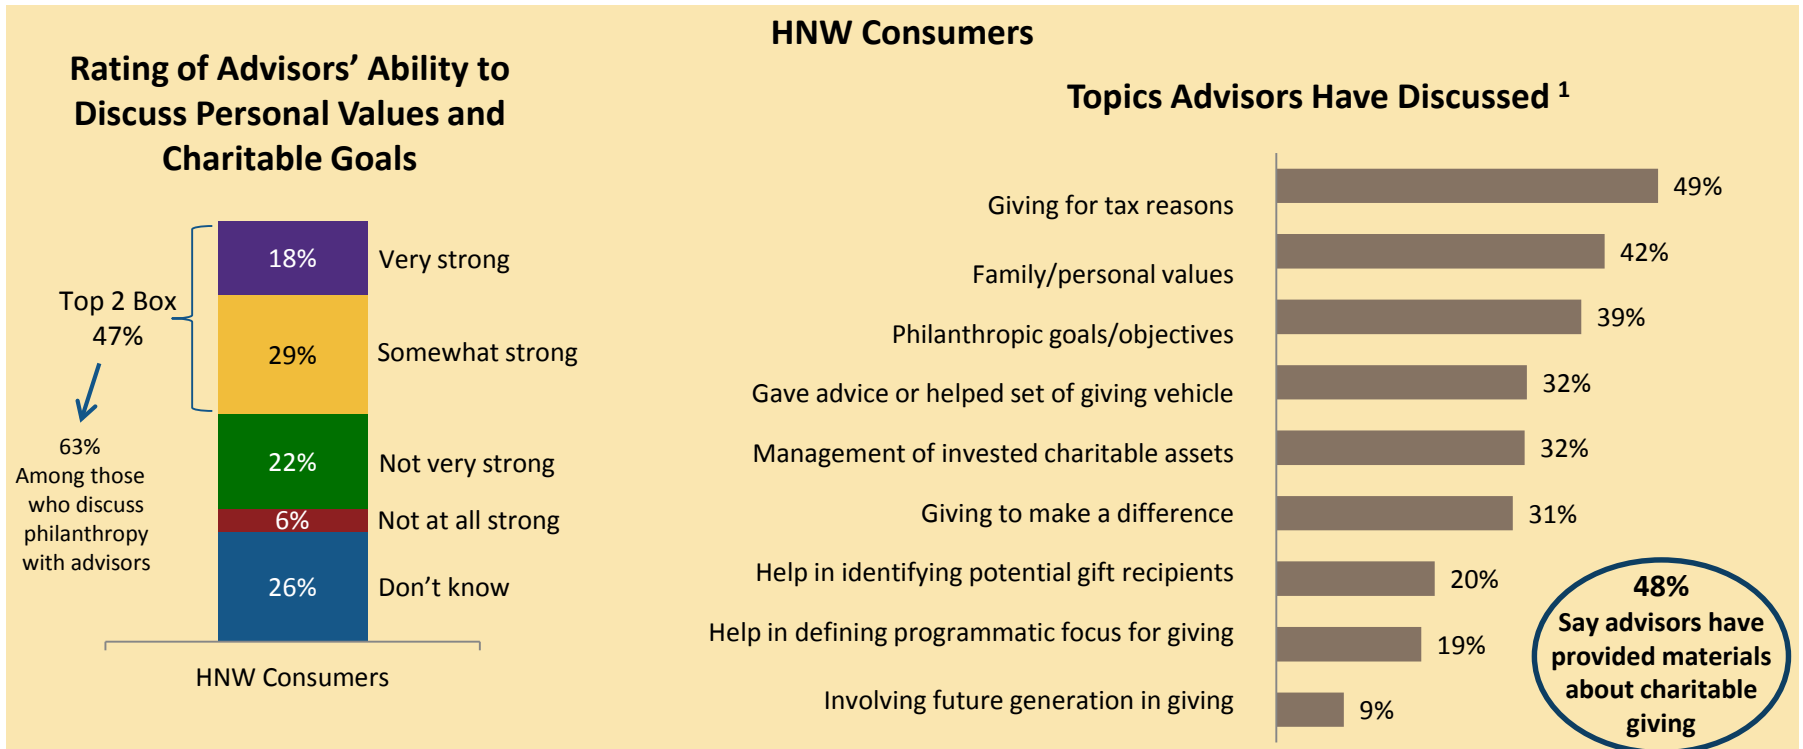 HNW Consumers
Rating of Advisors’ Ability to
Discuss Personal Values and
Charitable Goals
18%
Very strong
Top 2 Box
47%
29%
Somewhat strong
63%
Among those
who discuss
philanthropy
with advisors
22%
Not very strong
6%
Not at all strong
26%
Don’t know
HNW Consumers
Topics Advisors Have Discussed 1
Giving for tax reasons
49%
Family/personal values
42%
Philanthropic goals/objectives
39%
Gave advice or helped set of giving vehicle
32%
Management of invested charitable assets
32%
Giving to make a difference
31%
Help in identifying potential gift recipients
20%
Help in defining programmatic focus for giving
19%
Involving future generation in giving
9%
48%
Say advisors have
provided materials
about charitable
giving